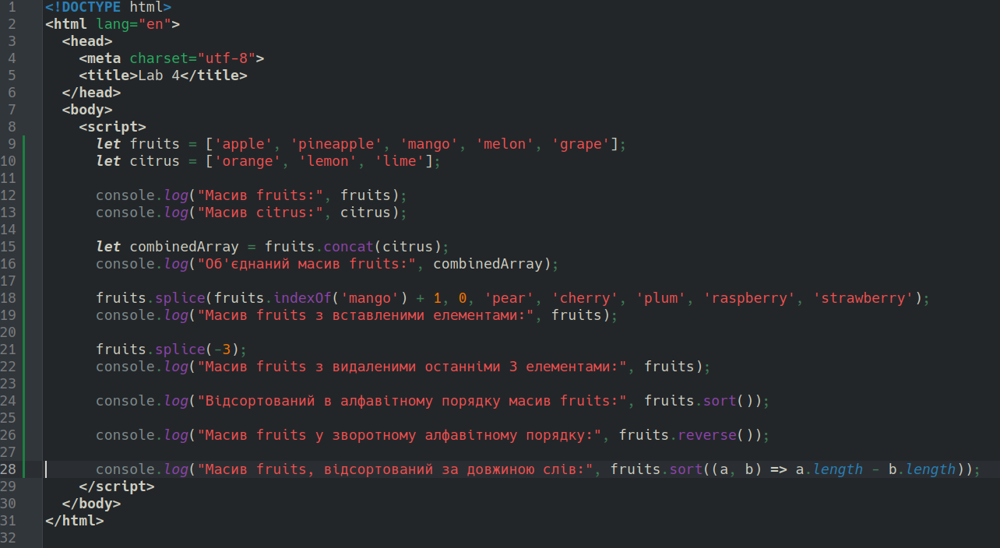 1 <!DOCTYPE html>
2 <html lang="en">
3   <head>
4     <meta charset="utf-8">
5     <title>Lab 4</title>
6   </head>
7   <body>
8     <script>
9       let fruits = ['apple', 'pineapple', 'mango', 'melon', 'grape'];
10       let citrus = ['orange', 'lemon', 'lime'];
11
12       console.log("Масив fruits:", fruits);
13       console.log("Масив citrus:", citrus);
14
15       let combinedArray = fruits.concat(citrus);
16       console.log("Об'єднаний масив fruits:", combinedArray);
17
18       fruits.splice(fruits.indexOf('mango') + 1, 0, 'pear', 'cherry', 'plum', 'raspberry', 'strawberry');
19       console.log("Масив fruits з вставленими елементами:", fruits);
20
21       fruits.splice(-3);
22       console.log("Масив fruits з видаленими останніми 3 елементами:", fruits);
23
24       console.log("Відсортований в алфавітному порядку масив fruits:", fruits.sort());
25
26       console.log("Масив fruits у зворотному алфавітному порядку:", fruits.reverse());
27
28       console.log("Масив fruits, відсортований за довжиною слів:", fruits.sort((a, b) => a.length - b.length));
29     </script>
30   </body>
31 </html>
32